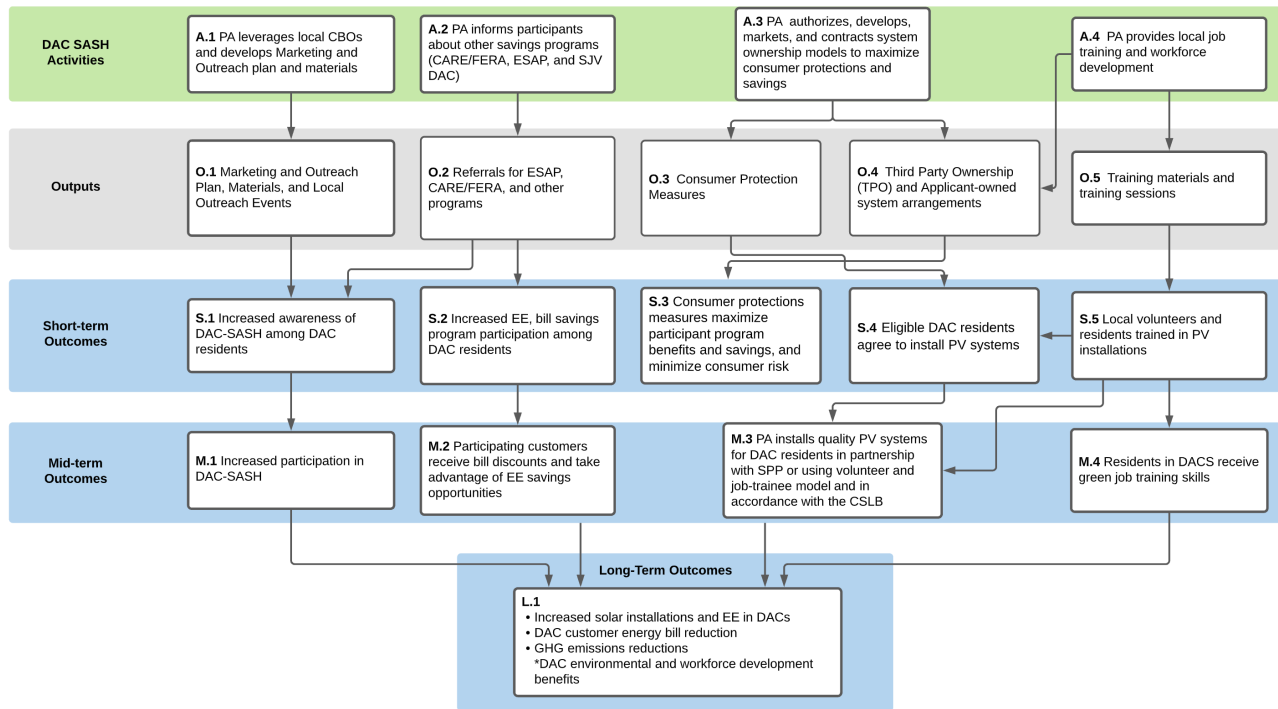 DAC SASH
Activities
A.1 PA leverages local CBOs
and develops Marketing and
Outreach plan and materials
A.2 PA informs participants
about other savings programs
(CARE/FERA, ESAP, and SJV
DAC)
A.3 PA authorizes, develops,
markets, and contracts system
ownership models to maximize
consumer protections and
savings
A.4 PA provides local job
training and workforce
development
Outputs
O.1 Marketing and Outreach
Plan, Materials, and Local
Outreach Events
O.2 Referrals for ESAP,
CARE/FERA, and other
programs
O.3 Consumer Protection
Measures
O.4 Third Party Ownership
(TPO) and Applicant-owned
system arrangements
O.5 Training materials and
training sessions
Short-term
Outcomes
S.1 Increased awareness of
DAC-SASH among DAC
residents
S.2 Increased EE, bill savings
program participation among
DAC residents
S.3 Consumer protections
measures maximize
participant program
benefits and savings, and
minimize consumer risk
S.4 Eligible DAC residents
agree to install PV systems
S.5 Local volunteers and
residents trained in PV
installations
Mid-term
Outcomes
M.1 Increased participation in
DAC-SASH
M.2 Participating customers
receive bill discounts and take
advantage of EE savings
opportunities
M.3 PA installs quality PV systems
for DAC residents in partnership
with SPP or using volunteer and
job-trainee model and in
accordance with the CSLB
M.4 Residents in DACS receive
green job training skills
Long-Term Outcomes
L.1
• Increased solar installations and EE in DACs
• DAC customer energy bill reduction
• GHG emissions reductions
*DAC environmental and workforce development
benefits